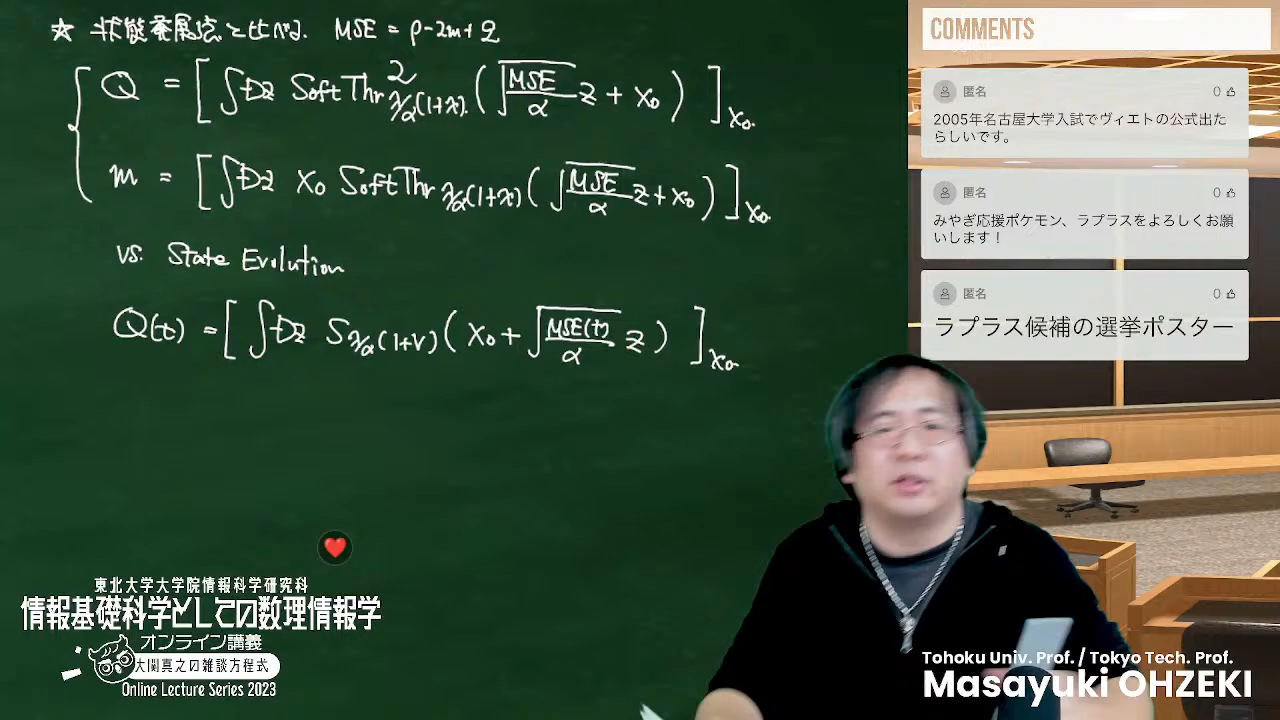 ☆ 状態発展法と比べる. MSE = ρ-2m+Q
Q = [ ∫Dz SoftThr²_{λ/α(1+χ)} ( √(MSE/α) z + x₀ ) ]_{x₀}.
m = [ ∫Dz x₀ SoftThr_{λ/α(1+χ)} ( √(MSE/α) z + x₀ ) ]_{x₀}
vs. State Evolution
Q(t) = [ ∫Dz S_{λ/α(1+V)} ( x₀ + √(MSE(t)/α) z ) ]_{x₀}
COMMENTS
匿名 0
2005年名古屋大学入試でヴィエトの公式出た
らしいです。
匿名 0
みやぎ応援ポケモン、ラプラスをよろしくお願
いします！
匿名 0
ラプラス候補の選挙ポスター
東北大学大学院情報科学研究科
情報基礎科学としての数理情報学
オンライン講義
大関真之の雑談方程式
Online Lecture Series 2023
Tohoku Univ. Prof. / Tokyo Tech. Prof.
Masayuki OHZEKI